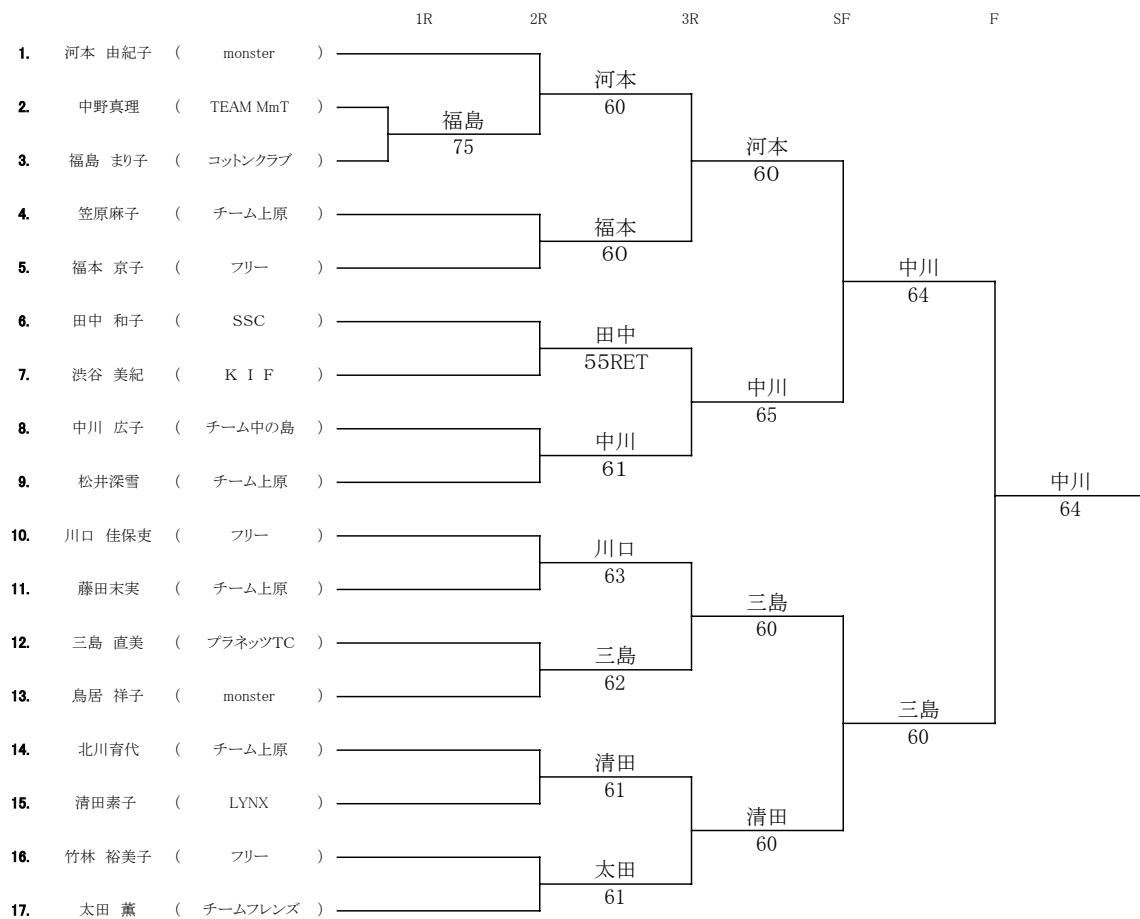 1R 2R 3R SF F
1. 河本 由紀子 ( monster )
河本
2. 中野真理 ( TEAM MmT ) 60
福島
75 河本
3. 福島 まり子 ( コットンクラブ ) 60
4. 笠原麻子 ( チーム上原 )
福本
60
5. 福本 京子 ( フリー ) 中川
64
6. 田中 和子 ( SSC )
田中
55RET
7. 渋谷 美紀 ( K I F )
中川
65
8. 中川 広子 ( チーム中の島 )
中川
61
9. 松井深雪 ( チーム上原 ) 中川
64
10. 川口 佳保吏 ( フリー )
川口
63
11. 藤田末実 ( チーム上原 )
三島
60
12. 三島 直美 ( プラネッツTC )
三島
62
13. 鳥居 祥子 ( monster )
三島
60
14. 北川育代 ( チーム上原 )
清田
61
15. 清田素子 ( LYNX )
清田
60
16. 竹林 裕美子 ( フリー )
太田
61
17. 太田 薫 ( チームフレンズ )